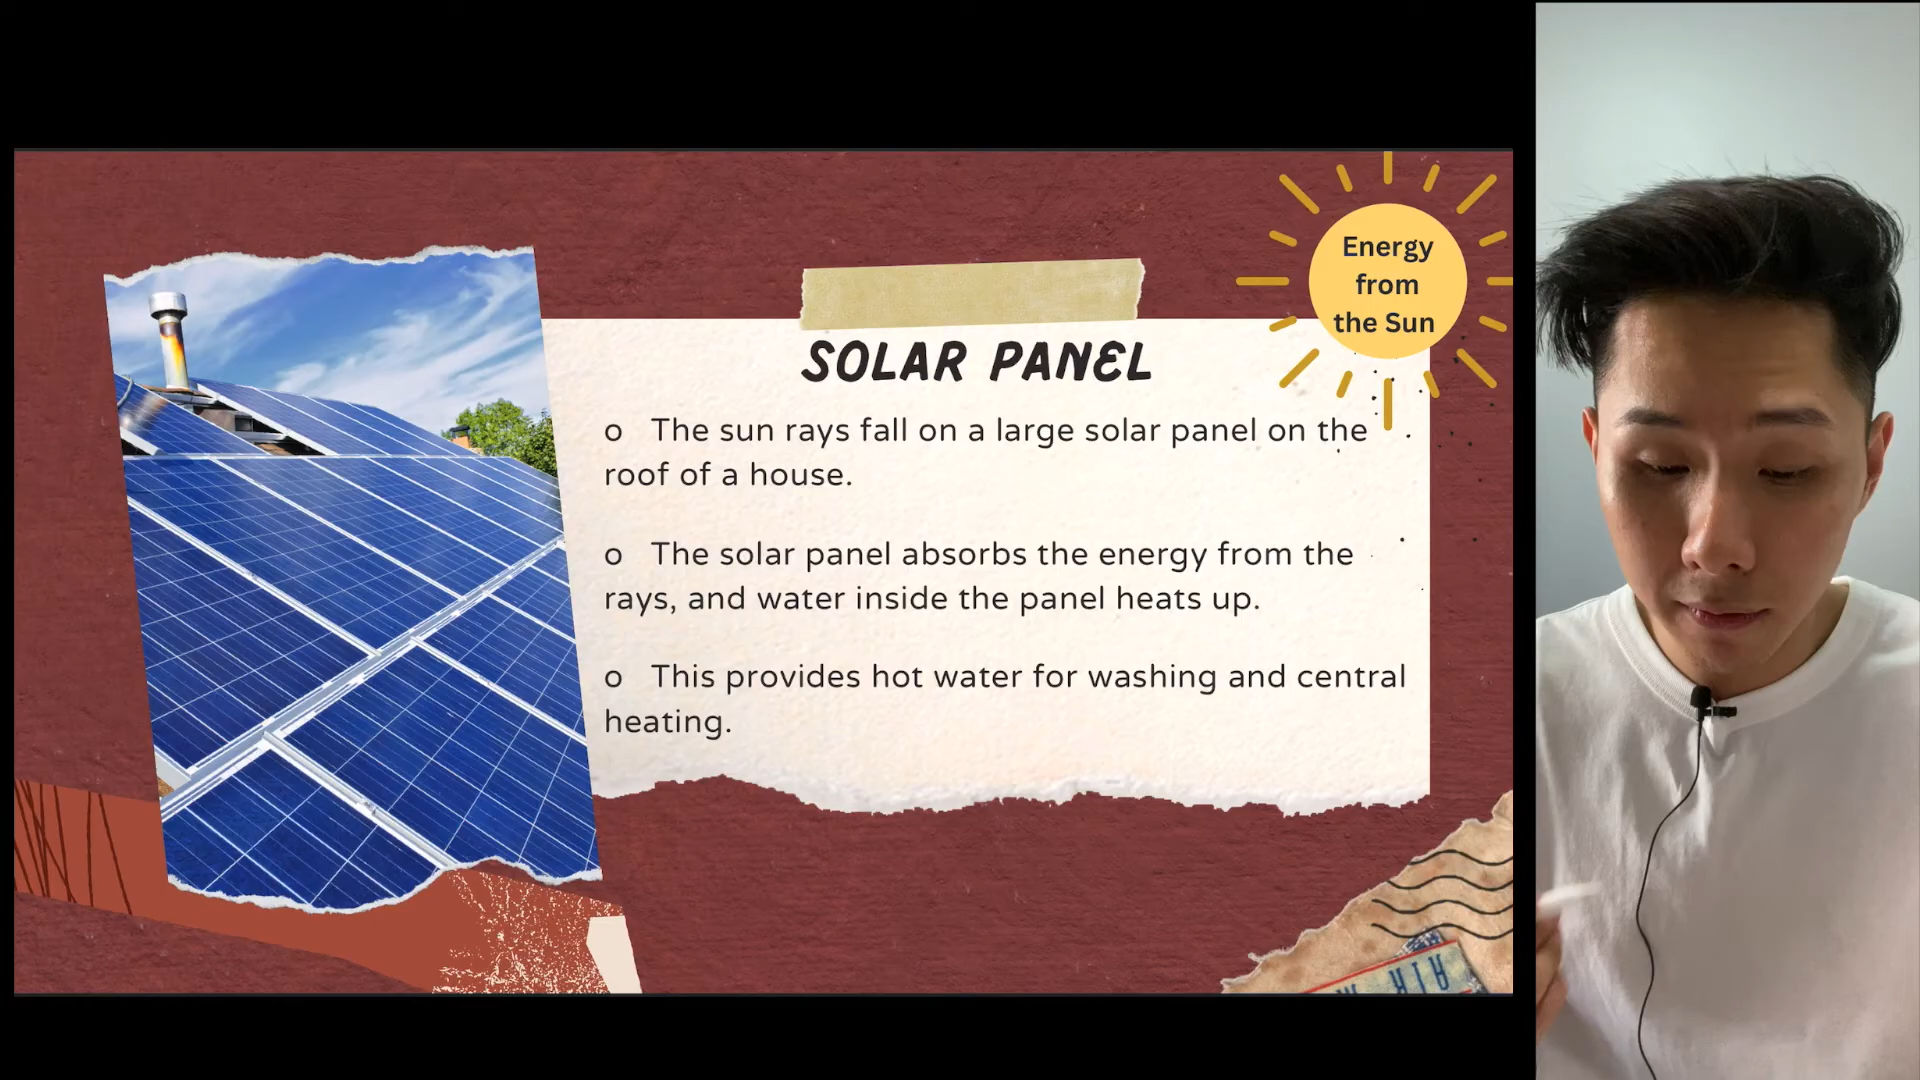 Energy
from
the Sun
SOLAR PANEL
o The sun rays fall on a large solar panel on the
roof of a house.
o The solar panel absorbs the energy from the
rays, and water inside the panel heats up.
o This provides hot water for washing and central
heating.
AIR